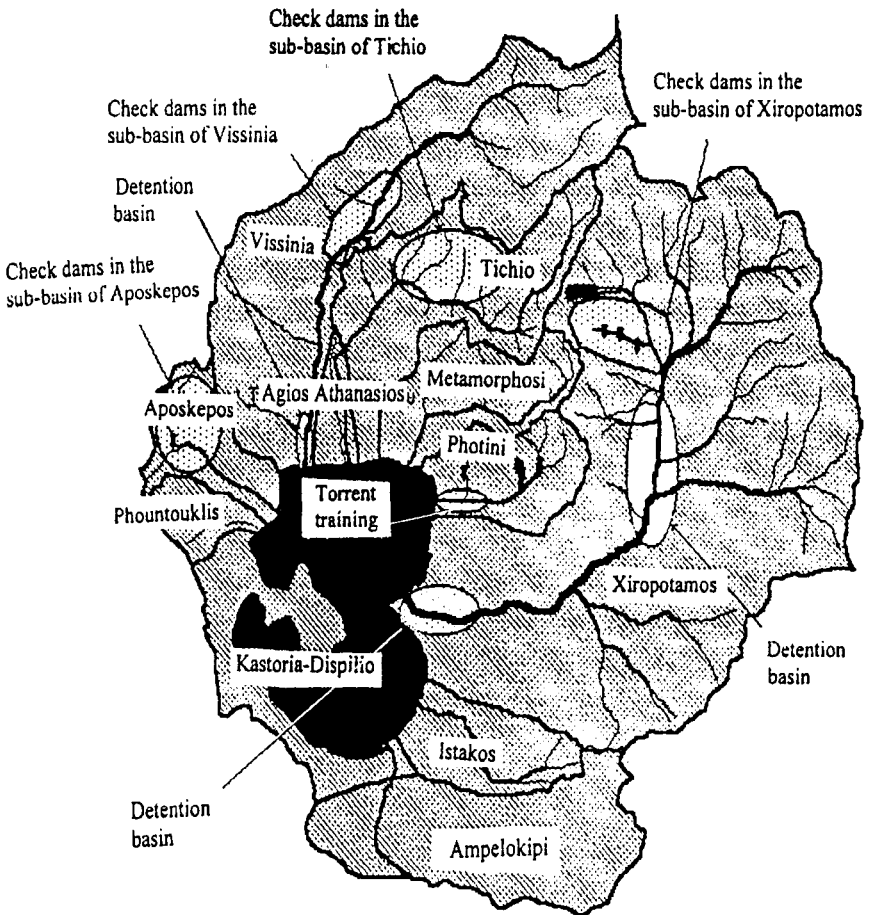 Check dams in the
sub-basin of Tichio
Check dams in the
sub-basin of Xiropotamos
Check dams in the
sub-basin of Vissinia
Detention
basin
Vissinia
Check dams in the
sub-basin of Aposkepos
Tichio
Metamorphosi
Agios Athanasios
Aposkepos
Photini
Torrent
training
Phountouklis
Xiropotamos
Detention
basin
Kastoria-Dispilio
Istakos
Detention
basin
Ampelokipi